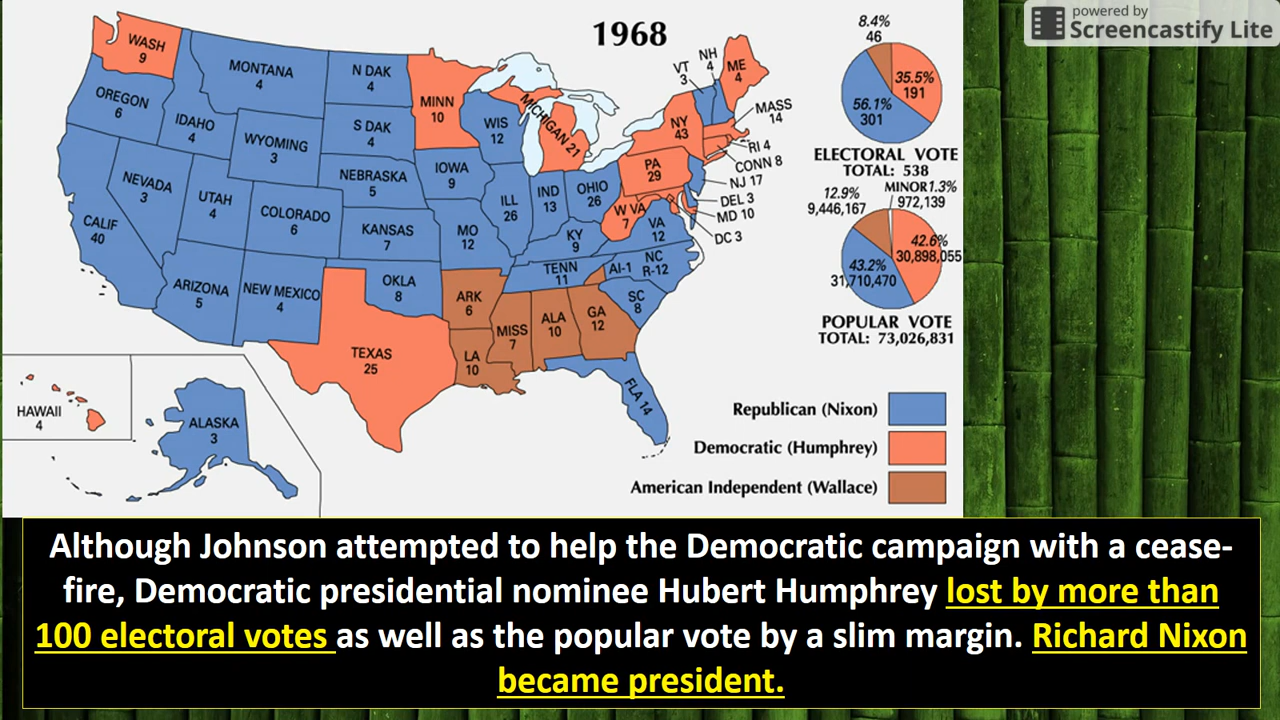 powered by
Screencastify Lite
1968
WASH
9
OREGON
6
CALIF
40
NEVADA
3
IDAHO
4
MONTANA
4
WYOMING
3
UTAH
4
COLORADO
6
ARIZONA
5
NEW MEXICO
4
N DAK
4
S DAK
4
NEBRASKA
5
KANSAS
7
OKLA
8
TEXAS
25
MINN
10
IOWA
9
MO
12
ARK
6
LA
10
WIS
12
ILL
26
MICHIGAN 21
IND
13
OHIO
26
KY
9
TENN
11
MISS
7
ALA
10
GA
12
FLA 14
SC
8
NC
AI-1 R-12
VA
12
W VA
7
PA
29
NY
43
VT
3
NH
4
ME
4
MASS
14
RI 4
CONN 8
NJ 17
DEL 3
MD 10
DC 3
HAWAII
4
ALASKA
3
8.4%
46
35.5%
191
56.1%
301
ELECTORAL VOTE
TOTAL: 538
12.9%
9,446,167
MINOR 1.3%
972,139
42.6%
30,898,055
43.2%
31,710,470
POPULAR VOTE
TOTAL: 73,026,831
Republican (Nixon)
Democratic (Humphrey)
American Independent (Wallace)
Although Johnson attempted to help the Democratic campaign with a cease-
fire, Democratic presidential nominee Hubert Humphrey lost by more than
100 electoral votes as well as the popular vote by a slim margin. Richard Nixon
became president.